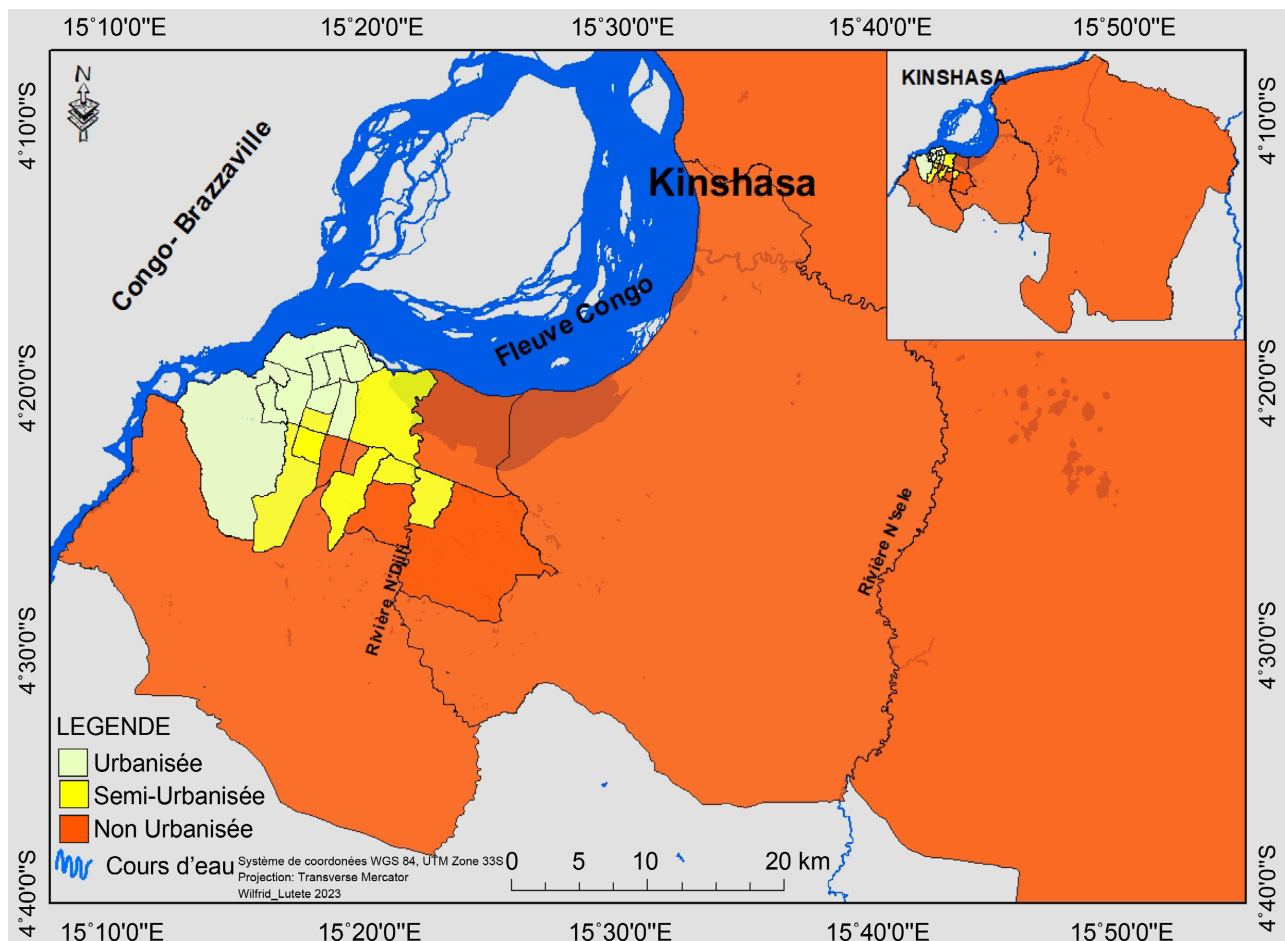 15°10'0"E 15°20'0"E 15°30'0"E 15°40'0"E 15°50'0"E
4°10'0"S
4°20'0"S
4°30'0"S
4°40'0"S
N
Congo- Brazzaville
Kinshasa
Fleuve Congo
KINSHASA
Rivière N'Djili
Rivière N'sele
LEGENDE
Urbanisée
Semi-Urbanisée
Non Urbanisée
Cours d'eau
Système de coordonées WGS 84, UTM Zone 33S
Projection: Transverse Mercator
Wilfrid_Lutete 2023
0 5 10 20 km
4°10'0"S
4°20'0"S
4°30'0"S
4°40'0"S
15°10'0"E 15°20'0"E 15°30'0"E 15°40'0"E 15°50'0"E